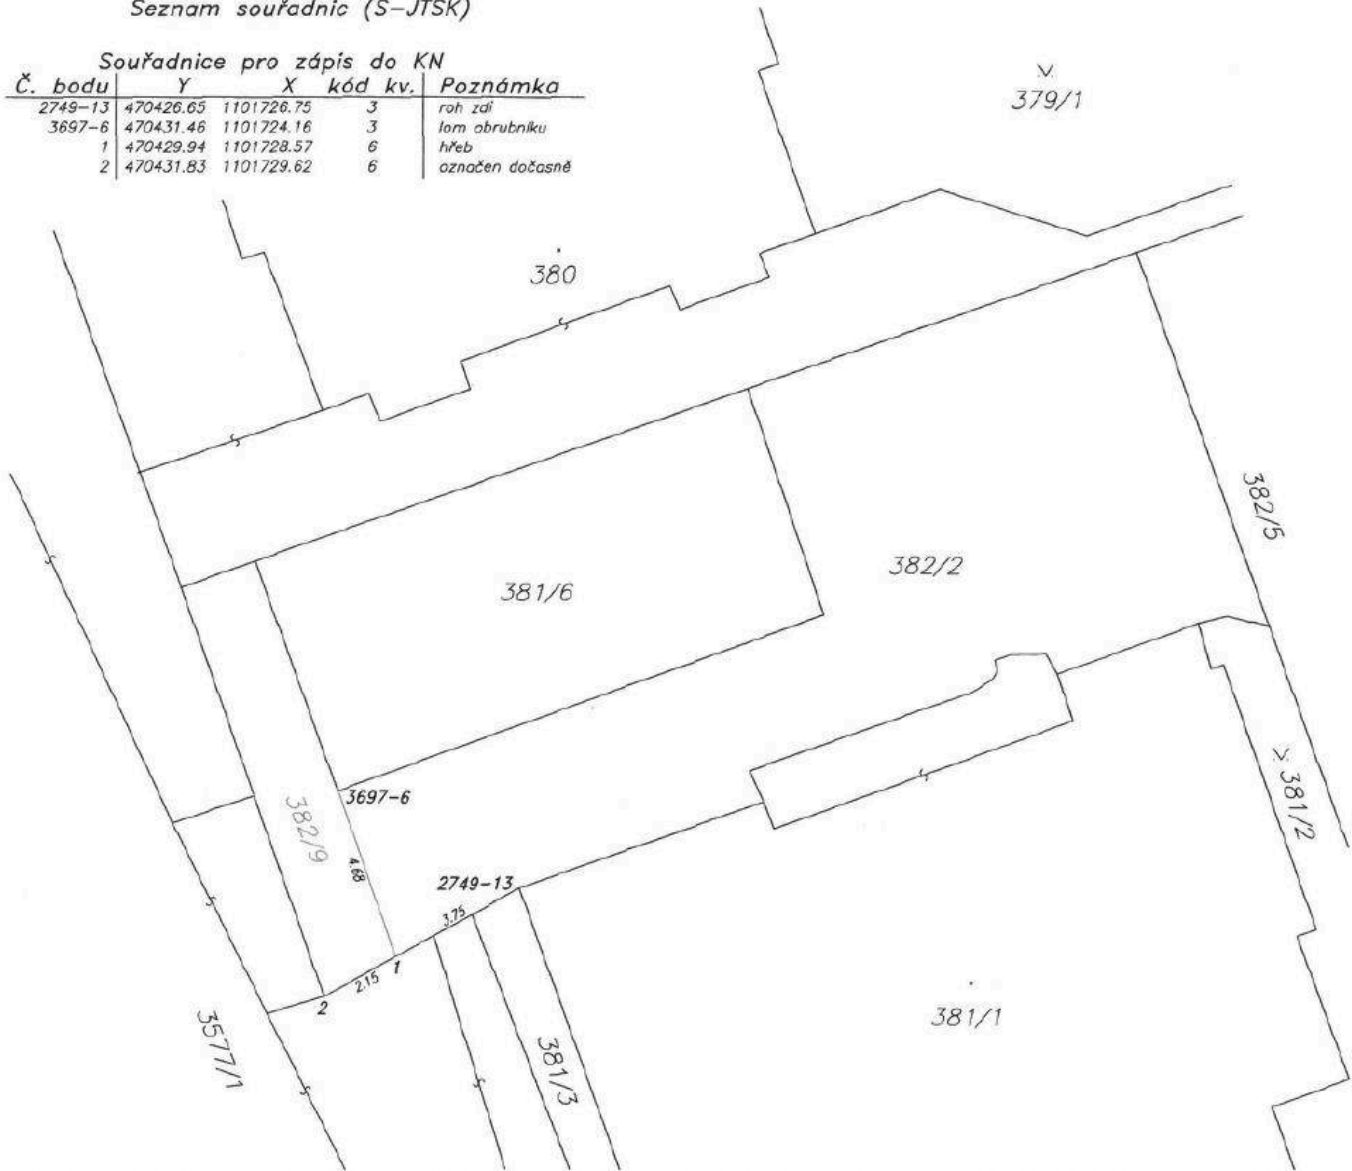 Seznam souřadnic (S-JTSK)
Souřadnice pro zápis do KN
Č. bodu Y X kód kv. Poznámka
2749-13 470426.65 1101726.75 3 roh zdi
3697-6 470431.46 1101724.16 3 lom obrubníku
1 470429.94 1101728.57 6 hřeb
2 470431.83 1101729.62 6 označen dočasně
379/1
380
382/5
382/2
381/6
381/2
3697-6
382/9
4.68
2749-13
3.75
1
2.15
2
381/1
3577/1
381/3